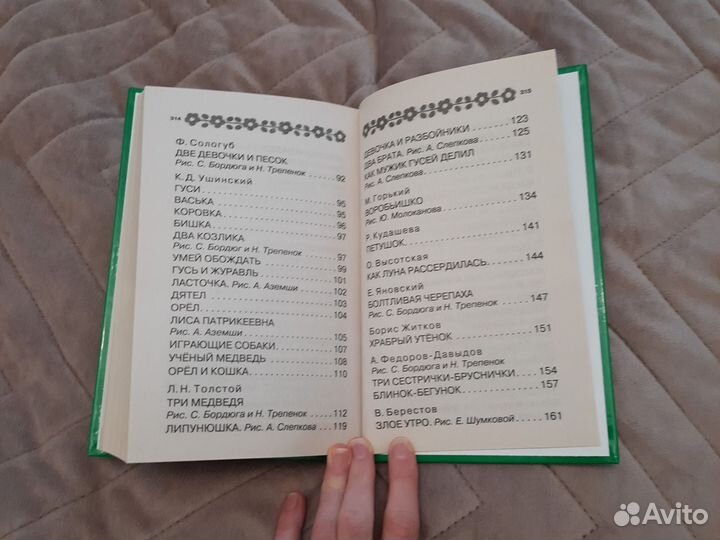 314
Ф. Сологуб
ДВЕ ДЕВОЧКИ И ПЕСОК
Рис. С. Бордюга и Н. Трепенок ......... 92
К. Д. Ушинский
ГУСИ ......... 95
ВАСЬКА ......... 95
КОРОВКА ......... 95
БИШКА ......... 96
ДВА КОЗЛИКА ......... 97
Рис. С. Бордюг и Н. Трепенок ......... 97
УМЕЙ ОБОЖДАТЬ ......... 99
ГУСЬ И ЖУРАВЛЬ ......... 101
ЛАСТОЧКА. Рис. А. Аземши ......... 102
ДЯТЕЛ ......... 103
ОРЁЛ ......... 104
ЛИСА ПАТРИКЕЕВНА
Рис. А. Аземши ......... 105
ИГРАЮЩИЕ СОБАКИ ......... 107
УЧЁНЫЙ МЕДВЕДЬ ......... 108
ОРЁЛ И КОШКА ......... 110
Л. Н. Толстой
ТРИ МЕДВЕДЯ
Рис. С. Бордюга и Н. Трепенок ......... 112
ЛИПУНЮШКА. Рис. А. Слепкова ......... 119
315
ДЕВОЧКА И РАЗБОЙНИКИ ......... 123
ДВА БРАТА. Рис. А. Слепкова ......... 125
КАК МУЖИК ГУСЕЙ ДЕЛИЛ
Рис. А. Слепкова ......... 131
М. Горький
ВОРОБЬИШКО
Рис. Ю. Молоканова ......... 134
Р. Кудашева
ПЕТУШОК ......... 141
О. Высотская
КАК ЛУНА РАССЕРДИЛАСЬ ......... 144
Е. Яновский
БОЛТЛИВАЯ ЧЕРЕПАХА
Рис. С. Бордюг и Н. Трепенок ......... 147
Борис Житков
ХРАБРЫЙ УТЁНОК ......... 151
А. Федоров-Давыдов
Рис. С. Бордюг и Н. Трепенок
ТРИ СЕСТРИЧКИ-БРУСНИЧКИ ......... 154
БЛИНОК-БЕГУНОК ......... 157
В. Берестов
ЗЛОЕ УТРО. Рис. Е. Шумковой ......... 161
Avito